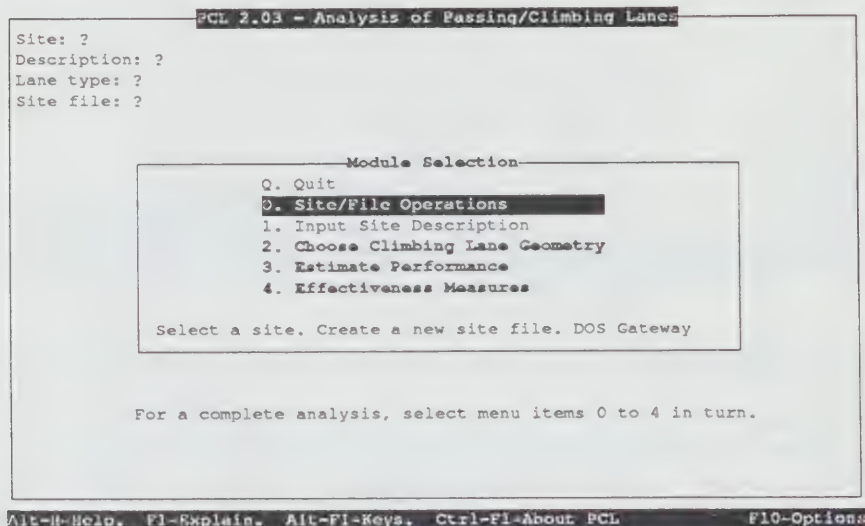 PCL 2.03 - Analysis of Passing/Climbing Lanes
Site: ?
Description: ?
Lane type: ?
Site file: ?
Module Selection
Q. Quit
0. Site/File Operations
1. Input Site Description
2. Choose Climbing Lane Geometry
3. Estimate Performance
4. Effectiveness Measures
Select a site. Create a new site file. DOS Gateway
For a complete analysis, select menu items 0 to 4 in turn.
Alt-H-Help. F1-Explain. Alt-F1-Keys. Ctrl-F1-About PCL F10-Options